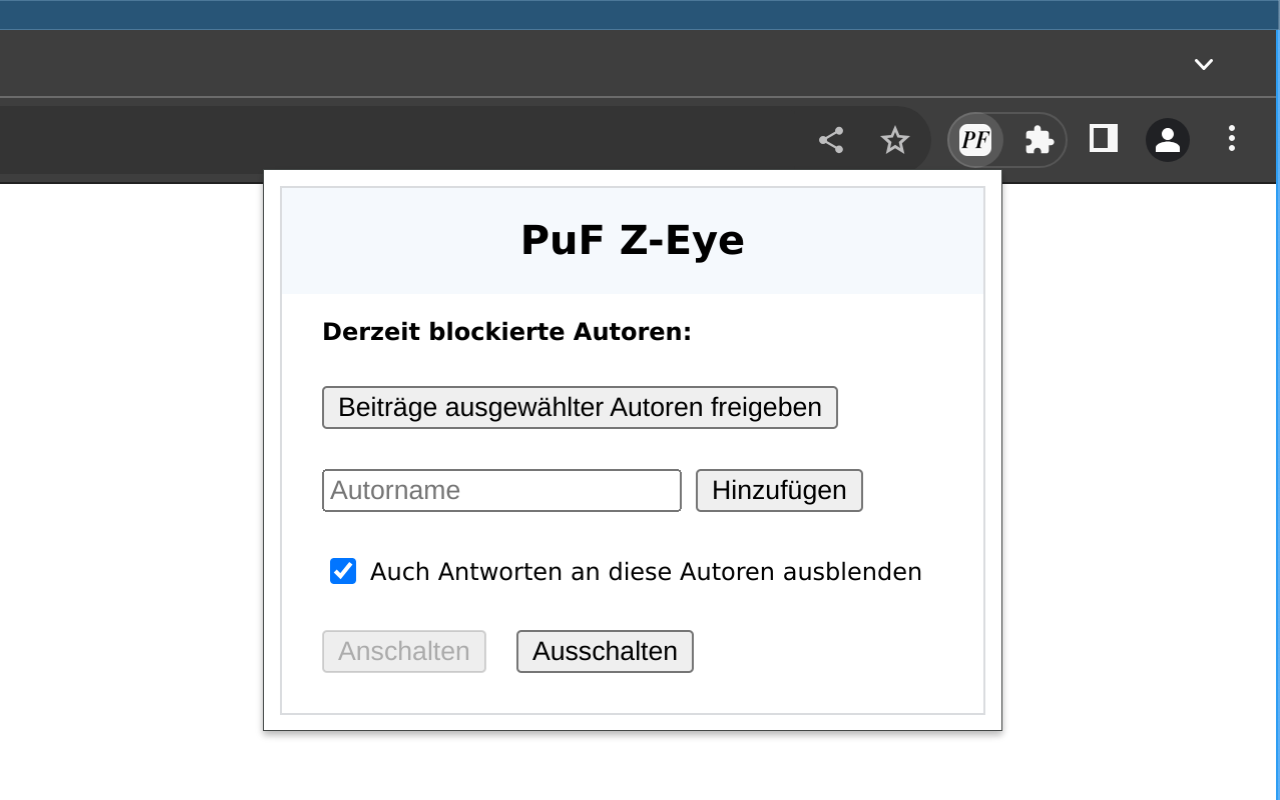 PF
PuF Z-Eye
Derzeit blockierte Autoren:
Beiträge ausgewählter Autoren freigeben
Autorname Hinzufügen
Auch Antworten an diese Autoren ausblenden
Anschalten Ausschalten